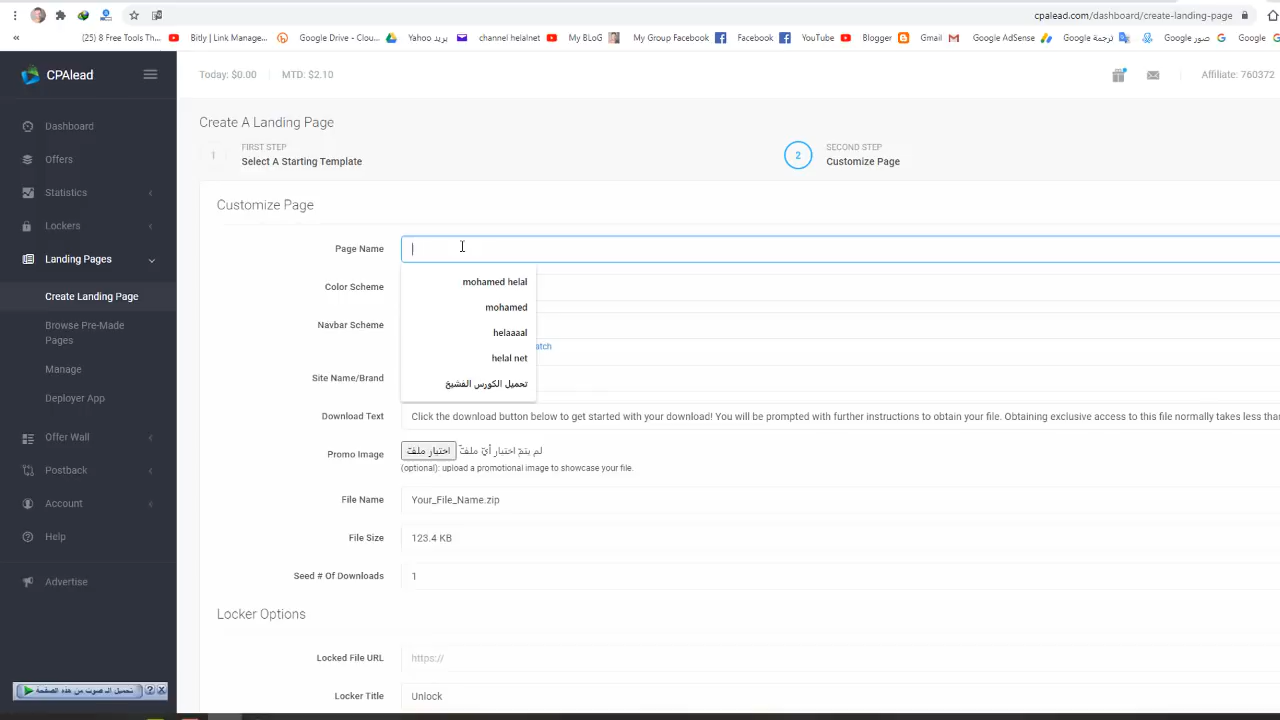 cpalead.com/dashboard/create-landing-page
(25) 8 Free Tools Th...
Bitly | Link Manage...
Google Drive - Clou...
بريد Yahoo
channel helalnet
My BLoG
My Group Facebook
Facebook
YouTube
Blogger
Gmail
Google AdSense
ترجمة Google
صور Google
Google
CPAlead
Today: $0.00
MTD: $2.10
Affiliate: 760372
Dashboard
Offers
Statistics
Lockers
Landing Pages
Create Landing Page
Browse Pre-Made
Pages
Manage
Deployer App
Offer Wall
Postback
Account
Help
Advertise
تحميل الـ صوت من هذه الصفحة
Create A Landing Page
1
FIRST STEP
Select A Starting Template
2
SECOND STEP
Customize Page
Customize Page
Page Name
mohamed helal
mohamed
helaaaal
helal net
تحميل الكورس الفشيخ
Color Scheme
Navbar Scheme
atch
Site Name/Brand
Download Text
Click the download button below to get started with your download! You will be prompted with further instructions to obtain your file. Obtaining exclusive access to this file normally takes less tha
Promo Image
اختيار ملفّ
لم يتمّ اختيار أيّ ملفّ
(optional): upload a promotional image to showcase your file.
File Name
Your_File_Name.zip
File Size
123.4 KB
Seed # Of Downloads
1
Locker Options
Locked File URL
https://
Locker Title
Unlock